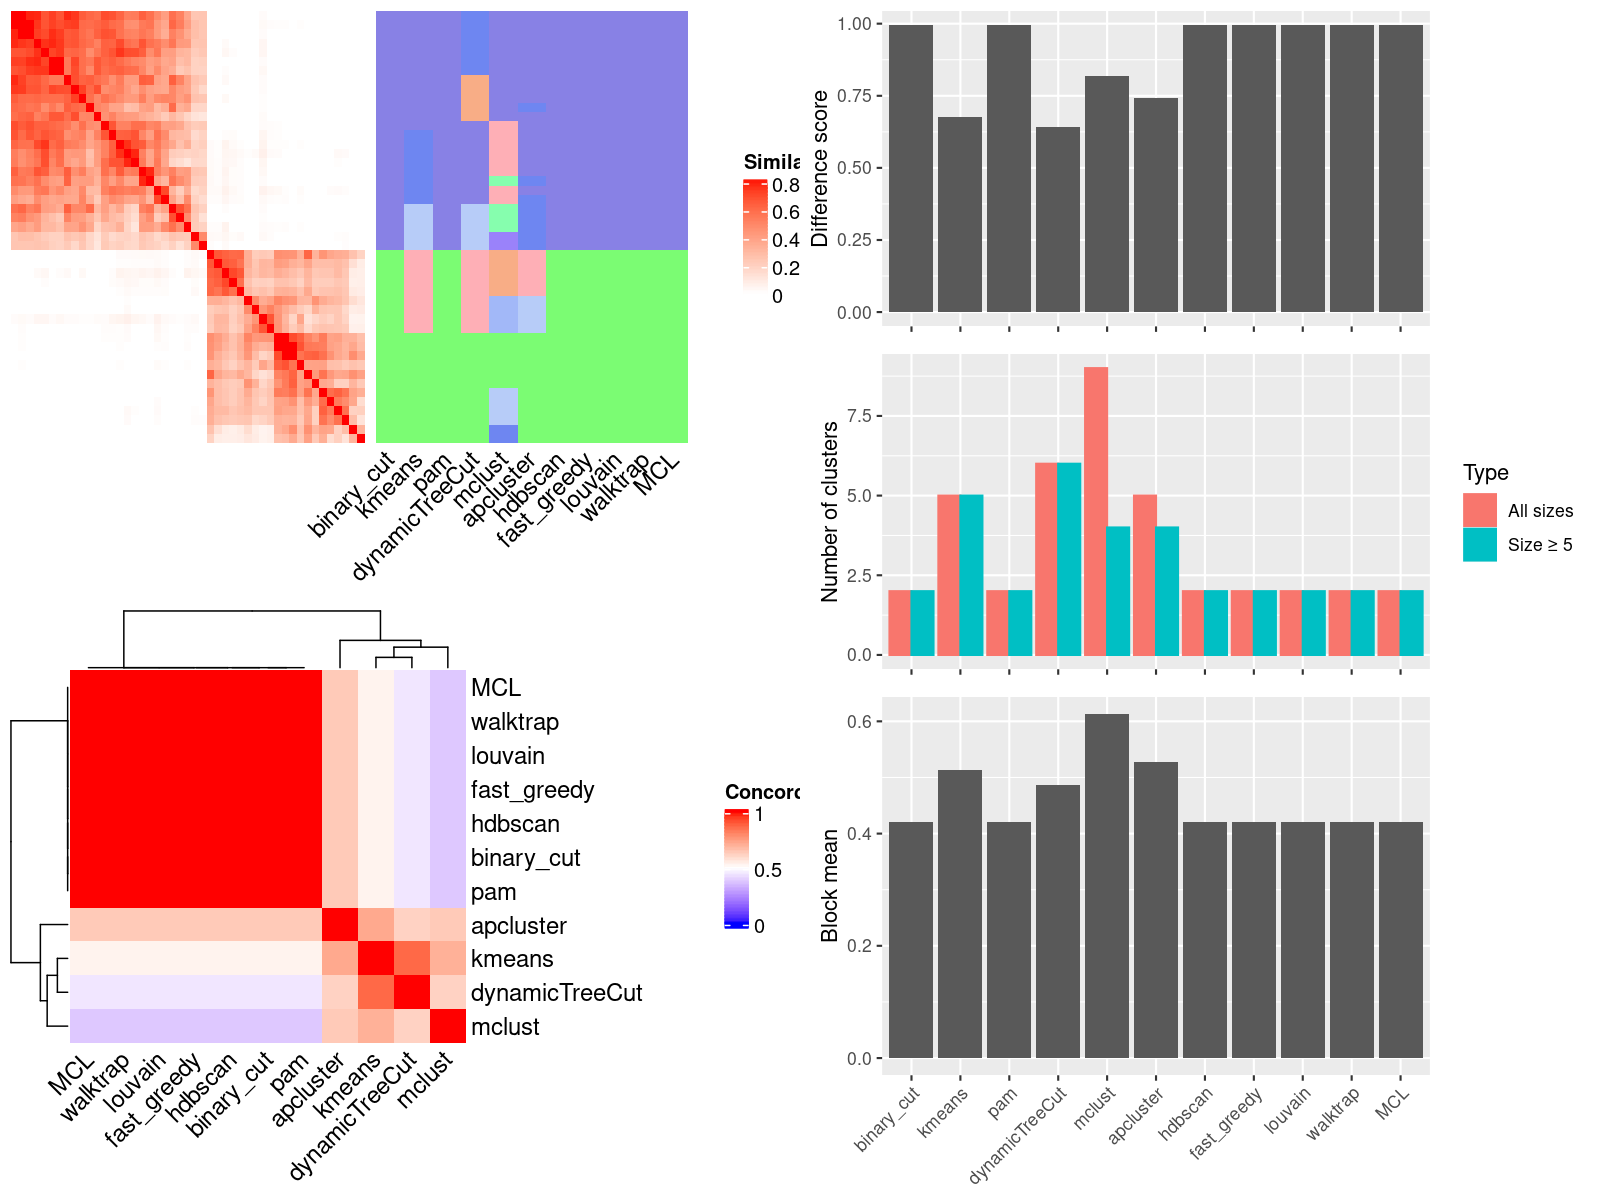 Simila
0.8
0.6
0.4
0.2
0
binary_cut
kmeans
pam
dynamicTreeCut
mclust
apcluster
hdbscan
fast_greedy
louvain
walktrap
MCL
Difference score
1.00
0.75
0.50
0.25
0.00
Number of clusters
7.5
5.0
2.5
0.0
Type
All sizes
Size ≥ 5
MCL
walktrap
louvain
fast_greedy
hdbscan
binary_cut
pam
apcluster
kmeans
dynamicTreeCut
mclust
MCL
walktrap
louvain
fast_greedy
hdbscan
binary_cut
pam
apcluster
kmeans
dynamicTreeCut
mclust
Concord
1
0.5
0
Block mean
0.6
0.4
0.2
0.0
binary_cut
kmeans
pam
dynamicTreeCut
mclust
apcluster
hdbscan
fast_greedy
louvain
walktrap
MCL